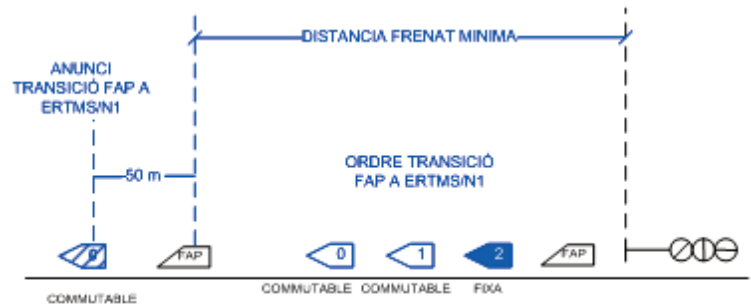 DISTANCIA FRENAT MINIMA
ANUNCI
TRANSICIÓ FAP A
ERTMS/N1
50 m
ORDRE TRANSICIÓ
FAP A ERTMS/N1
FAP
0
1
2
FAP
COMMUTABLE
COMMUTABLE
COMMUTABLE
FIXA